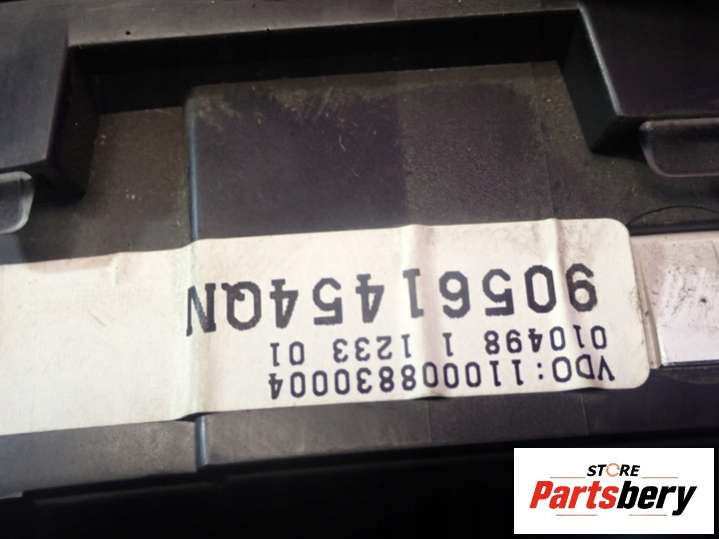 VDO:110008830004
010498 1 1233 01
90561454QN
STORE
Partsbery